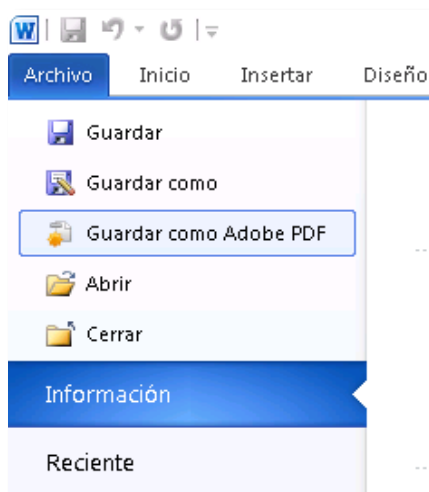 W
Archivo Inicio Insertar Diseño
Guardar
Guardar como
Guardar como Adobe PDF
Abrir
Cerrar
Información
Reciente